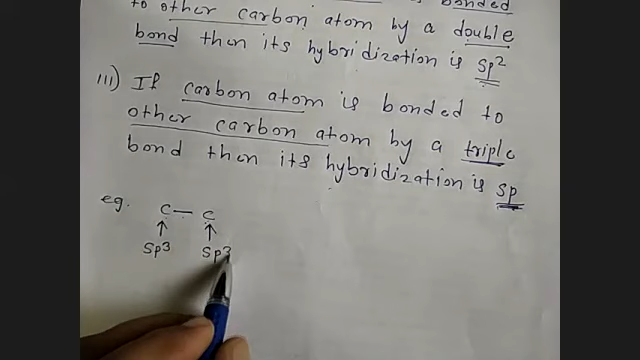 bonded
to other carbon atom by a double
bond then its hybridization is sp²
III) If carbon atom is bonded to
other carbon atom by a triple
bond then its hybridization is sp
eg. C — C
sp³ sp³